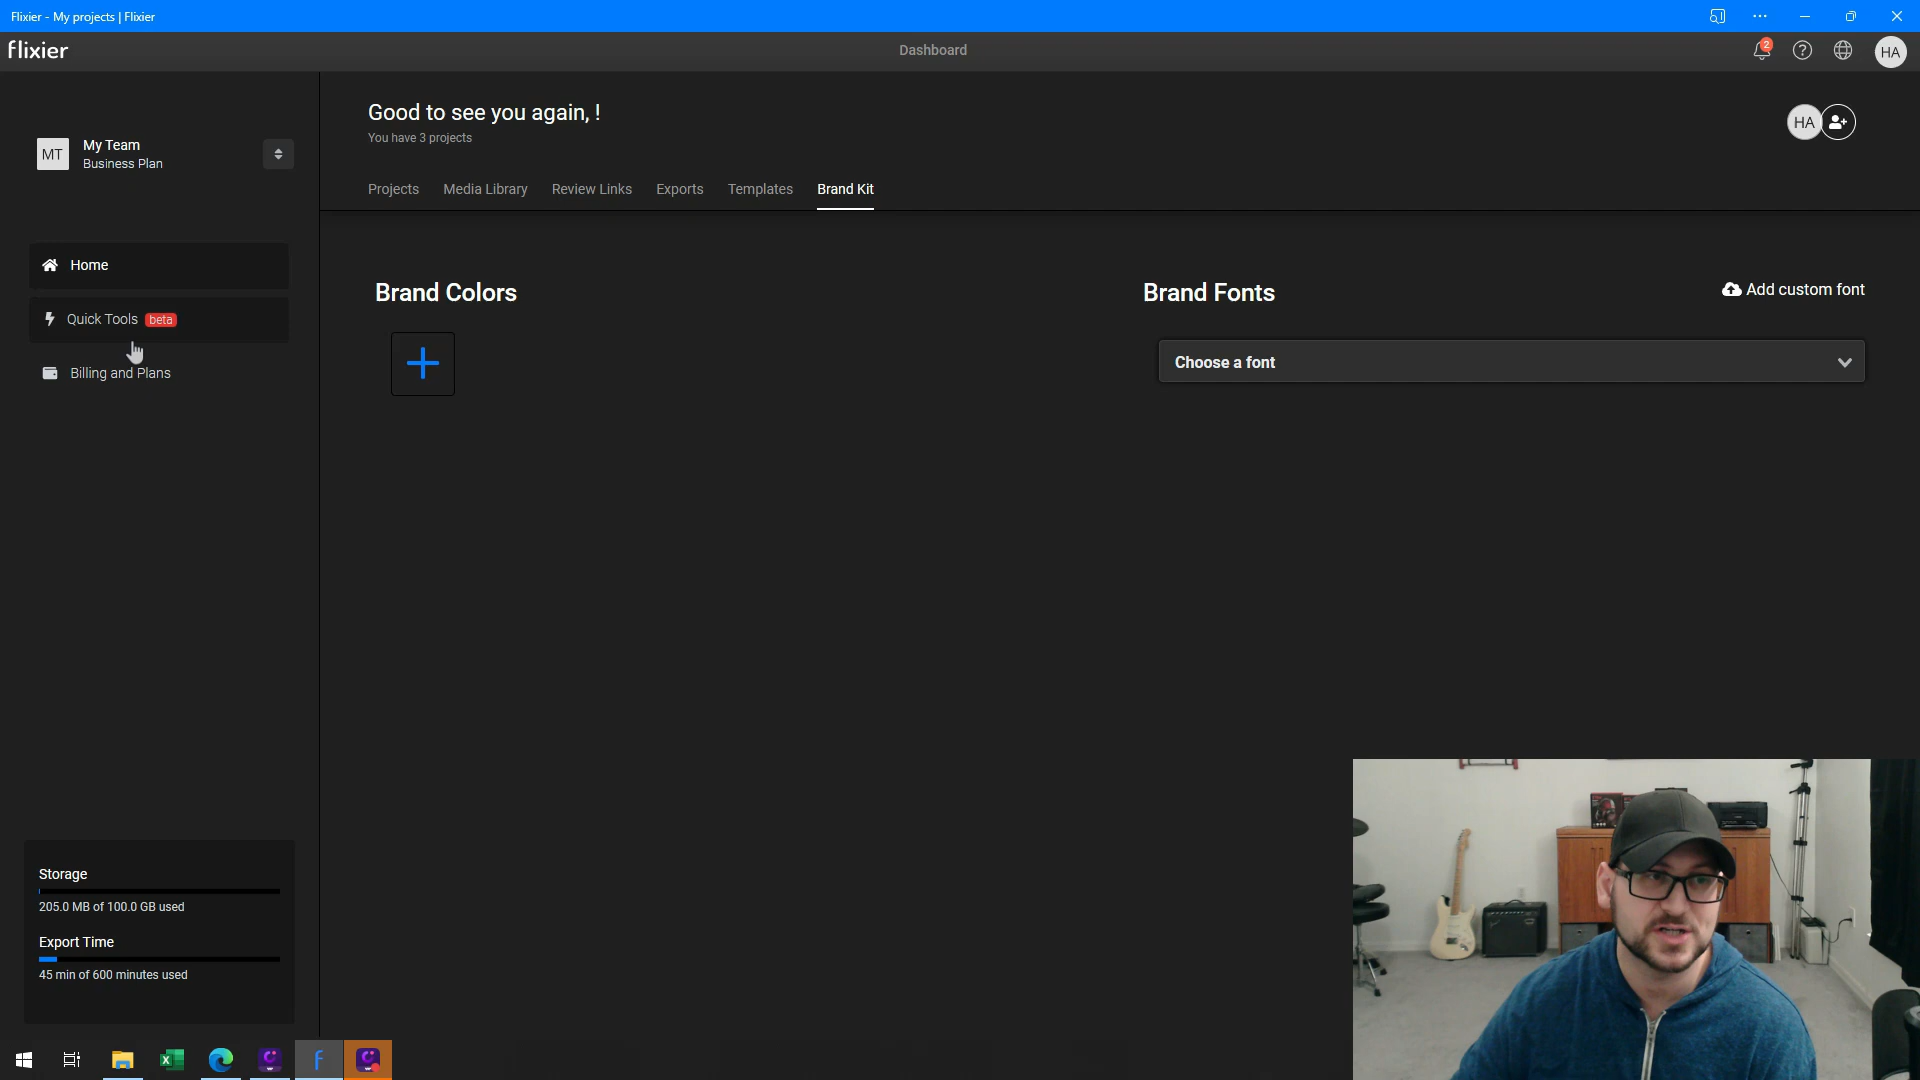 Flixier - My projects | Flixier
flixier
Dashboard
2
HA
MT
My Team
Business Plan
Good to see you again, !
You have 3 projects
HA
Projects
Media Library
Review Links
Exports
Templates
Brand Kit
Home
Quick Tools beta
Billing and Plans
Brand Colors
Brand Fonts
Add custom font
Choose a font
Storage
205.0 MB of 100.0 GB used
Export Time
45 min of 600 minutes used